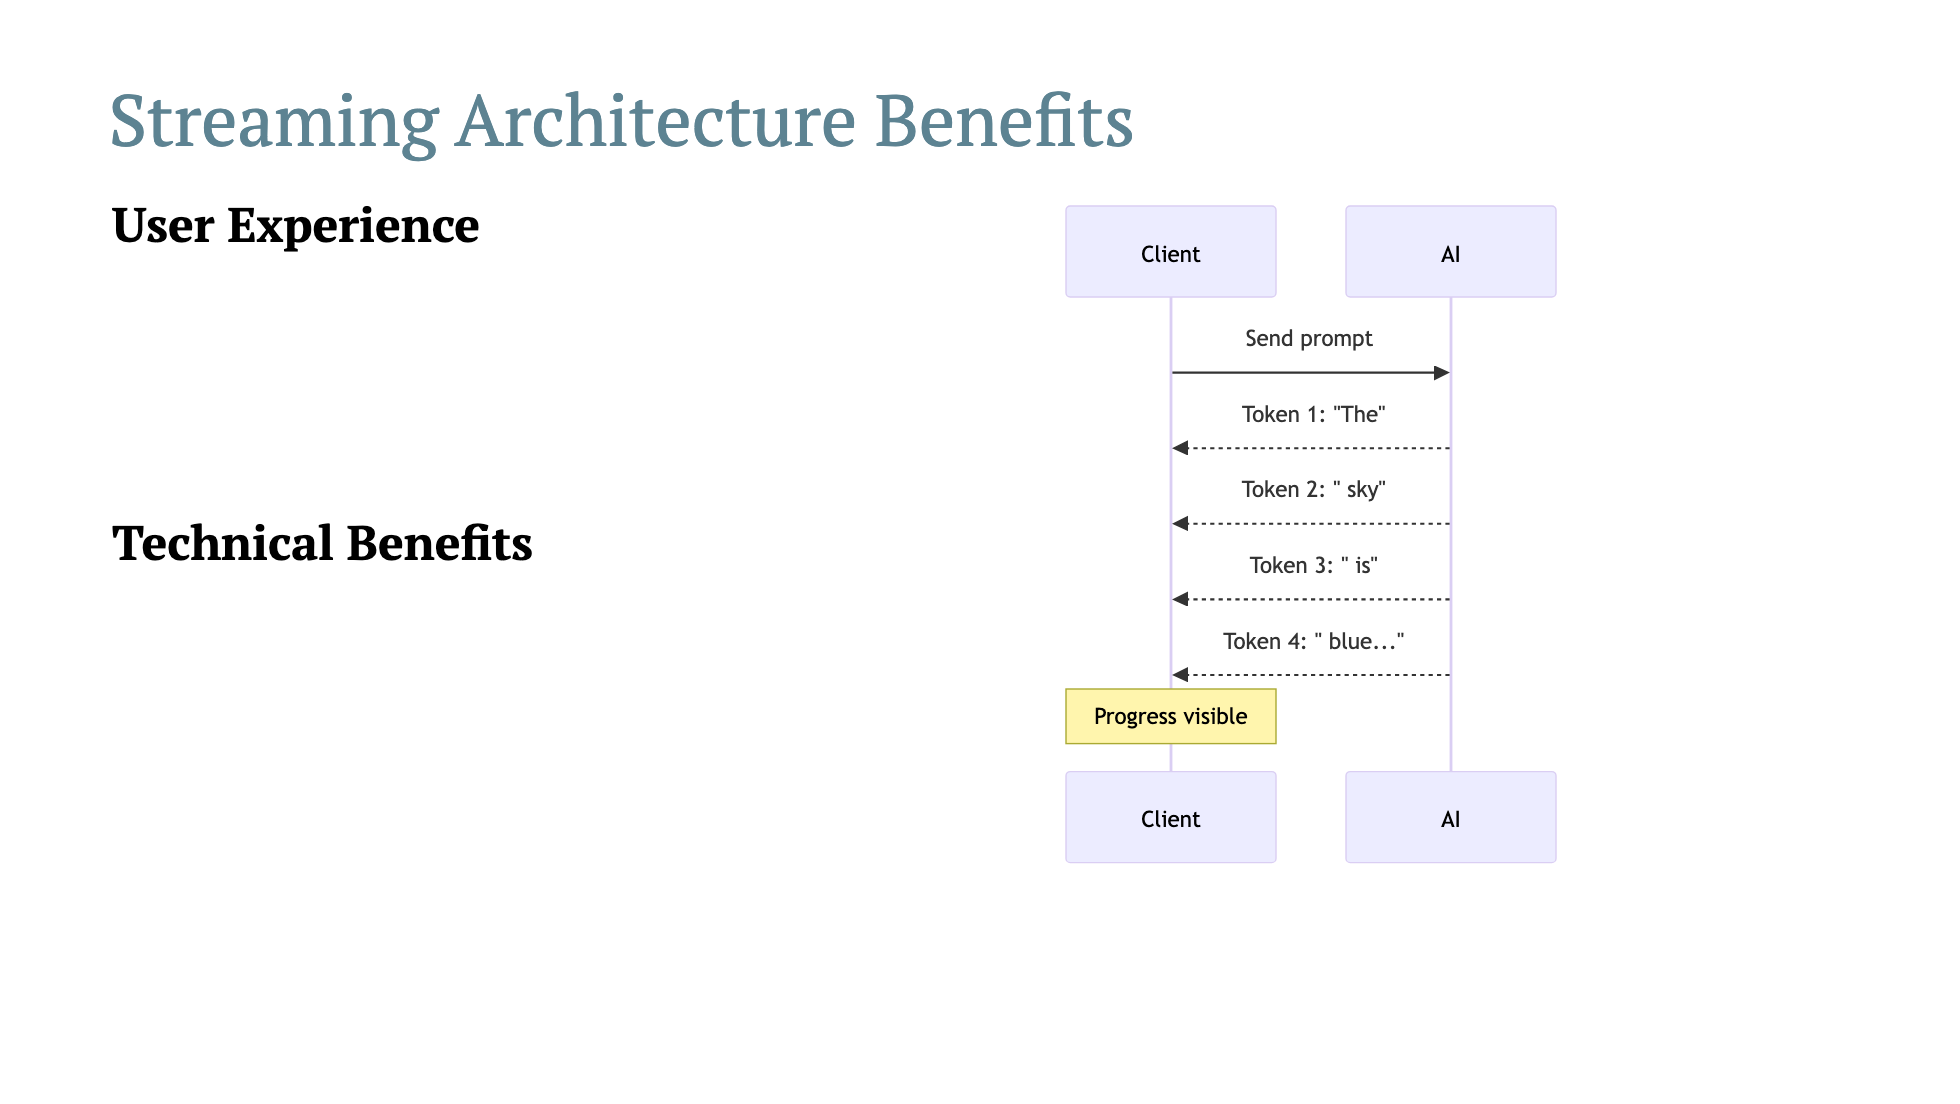 Streaming Architecture Benefits
User Experience
Technical Benefits
Client
AI
Send prompt
Token 1: "The"
Token 2: " sky"
Token 3: " is"
Token 4: " blue..."
Progress visible
Client
AI